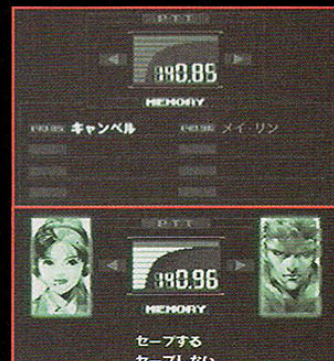 PTT
140.85
MEMORY
140.85 キャンベル
140.96 メイ・リン
PTT
140.96
MEMORY
セーブする
セーブしない